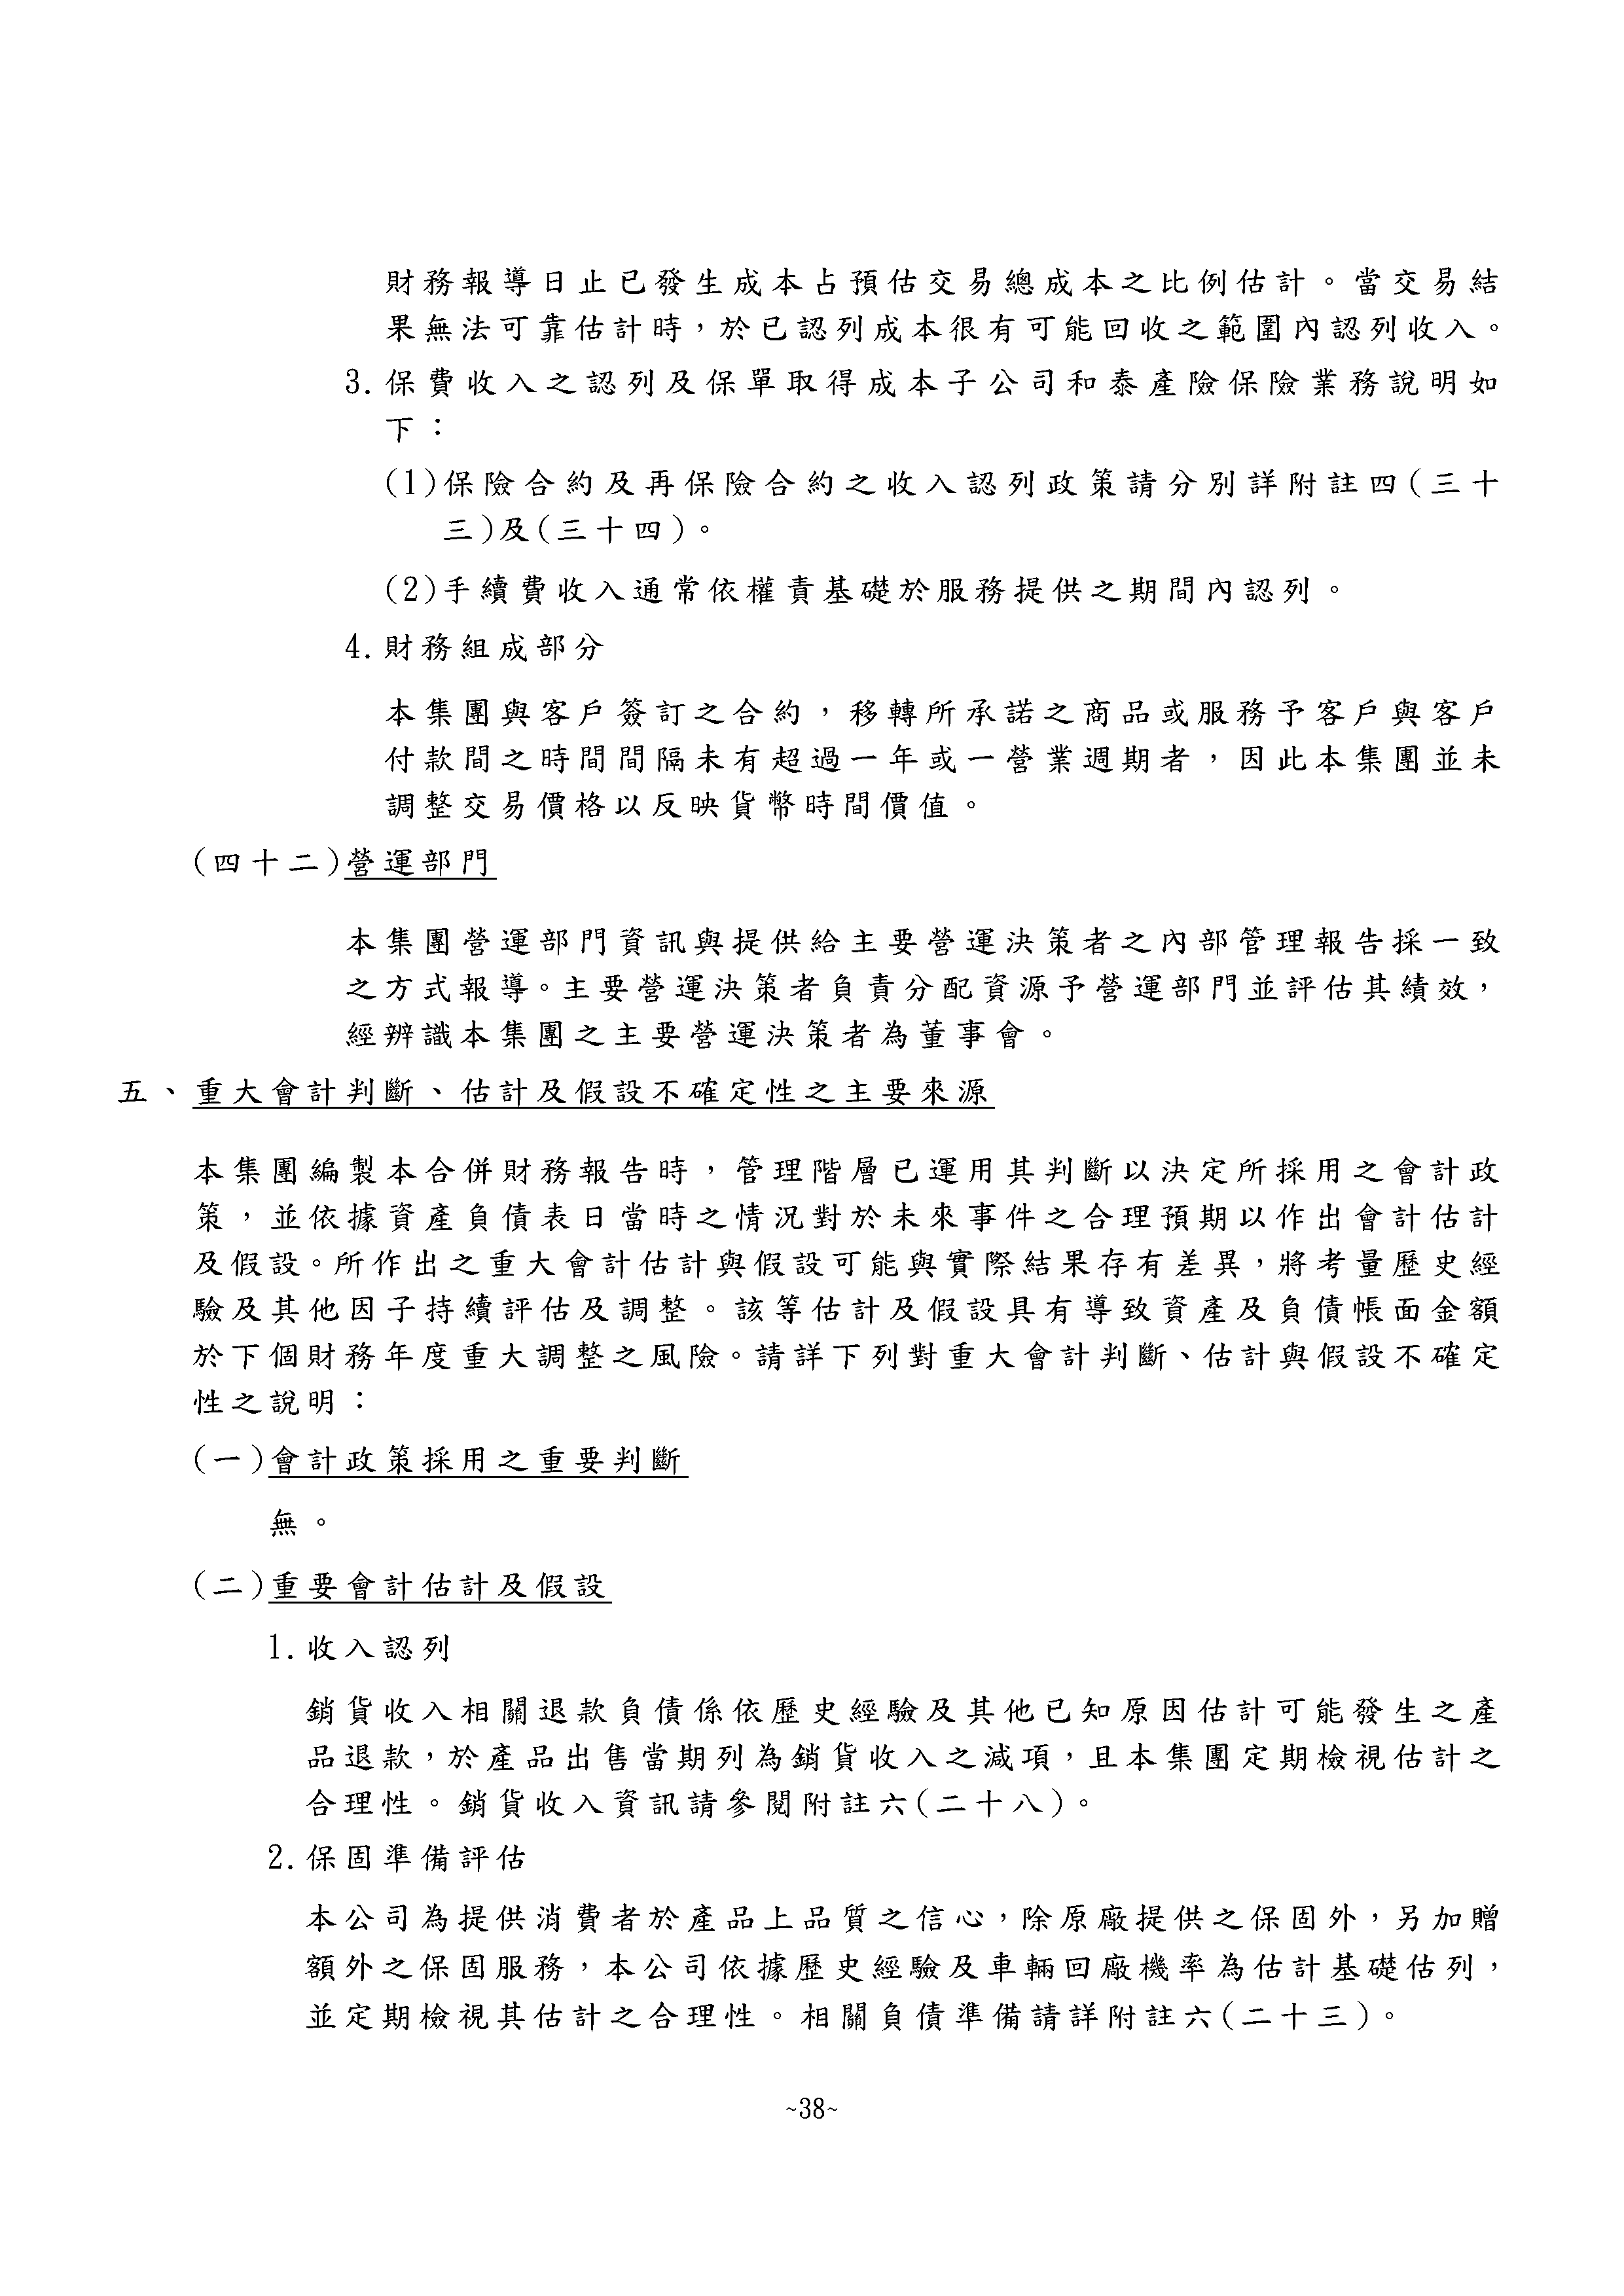 財務報導日止已發生成本占預估交易總成本之比例估計。當交易結
果無法可靠估計時，於已認列成本很有可能回收之範圍內認列收入。
3.保費收入之認列及保單取得成本子公司和泰產險保險業務說明如
下：
(1)保險合約及再保險合約之收入認列政策請分別詳附註四(三十
三)及(三十四)。
(2)手續費收入通常依權責基礎於服務提供之期間內認列。
4.財務組成部分
本集團與客戶簽訂之合約，移轉所承諾之商品或服務予客戶與客戶
付款間之時間間隔未有超過一年或一營業週期者，因此本集團並未
調整交易價格以反映貨幣時間價值。
(四十二)營運部門
本集團營運部門資訊與提供給主要營運決策者之內部管理報告採一致
之方式報導。主要營運決策者負責分配資源予營運部門並評估其績效，
經辨識本集團之主要營運決策者為董事會。
五、重大會計判斷、估計及假設不確定性之主要來源
本集團編製本合併財務報告時，管理階層已運用其判斷以決定所採用之會計政
策，並依據資產負債表日當時之情況對於未來事件之合理預期以作出會計估計
及假設。所作出之重大會計估計與假設可能與實際結果存有差異，將考量歷史經
驗及其他因子持續評估及調整。該等估計及假設具有導致資產及負債帳面金額
於下個財務年度重大調整之風險。請詳下列對重大會計判斷、估計與假設不確定
性之說明：
(一)會計政策採用之重要判斷
無。
(二)重要會計估計及假設
1.收入認列
銷貨收入相關退款負債係依歷史經驗及其他已知原因估計可能發生之產
品退款，於產品出售當期列為銷貨收入之減項，且本集團定期檢視估計之
合理性。銷貨收入資訊請參閱附註六(二十八)。
2.保固準備評估
本公司為提供消費者於產品上品質之信心，除原廠提供之保固外，另加贈
額外之保固服務，本公司依據歷史經驗及車輛回廠機率為估計基礎估列，
並定期檢視其估計之合理性。相關負債準備請詳附註六(二十三)。
~38~